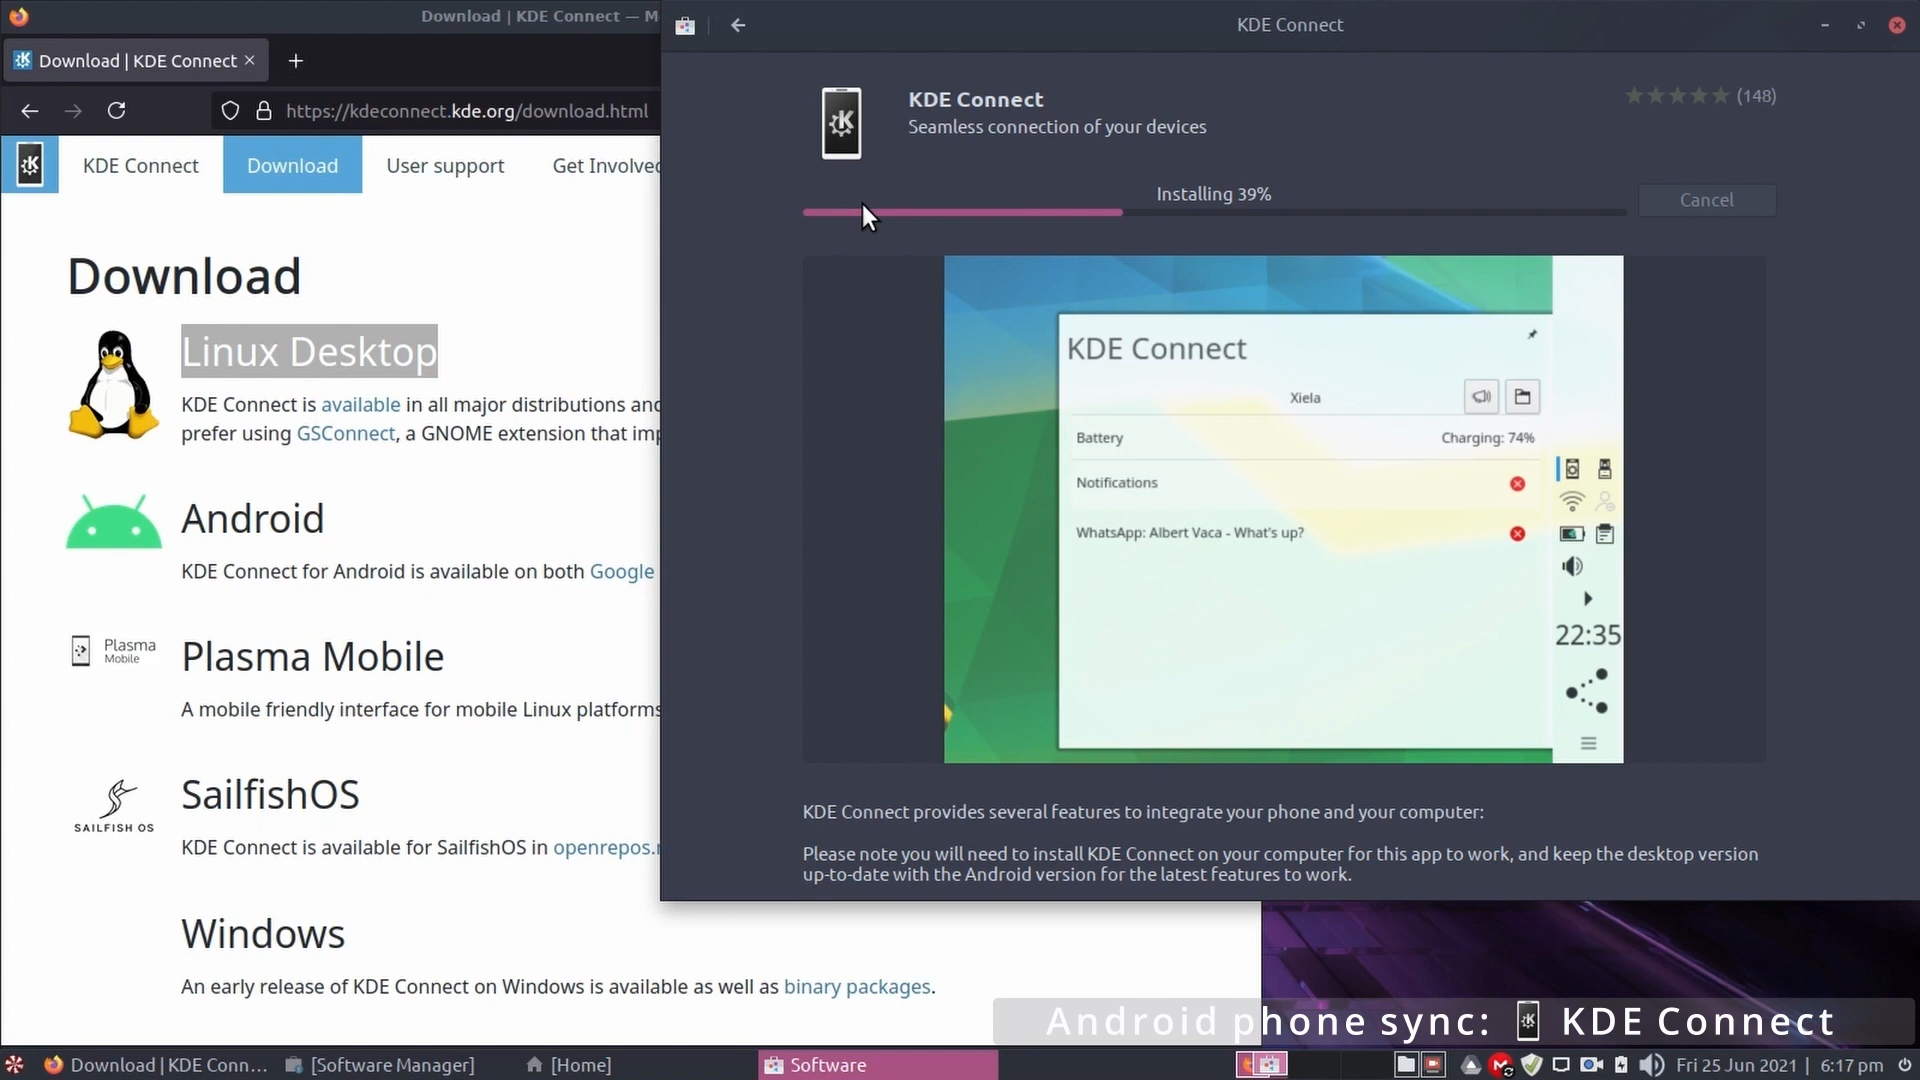 Download | KDE Connect — M
Download | KDE Connect
https://kdeconnect.kde.org/download.html
KDE Connect
Download
User support
Get Involved
Download
Linux Desktop
KDE Connect is available in all major distributions and
prefer using GSConnect, a GNOME extension that imp
Android
KDE Connect for Android is available on both Google
Plasma
Mobile
Plasma Mobile
A mobile friendly interface for mobile Linux platforms
SAILFISH OS
SailfishOS
KDE Connect is available for SailfishOS in openrepos.n
Windows
An early release of KDE Connect on Windows is available as well as binary packages.
KDE Connect
KDE Connect
(148)
Seamless connection of your devices
Installing 39%
Cancel
KDE Connect
Xiela
Battery
Charging: 74%
Notifications
WhatsApp: Albert Vaca - What's up?
22:35
KDE Connect provides several features to integrate your phone and your computer:
Please note you will need to install KDE Connect on your computer for this app to work, and keep the desktop version
up-to-date with the Android version for the latest features to work.
Android phone sync: KDE Connect
Download | KDE Conn...
[Software Manager]
[Home]
Software
Fri 25 Jun 2021 | 6:17 pm